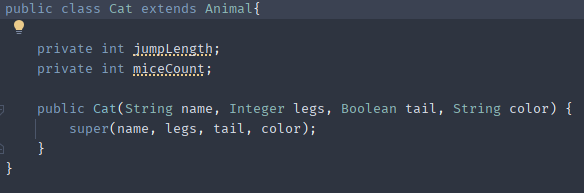 public class Cat extends Animal{
    private int jumpLength;
    private int miceCount;
    public Cat(String name, Integer legs, Boolean tail, String color) {
        super(name, legs, tail, color);
    }
}